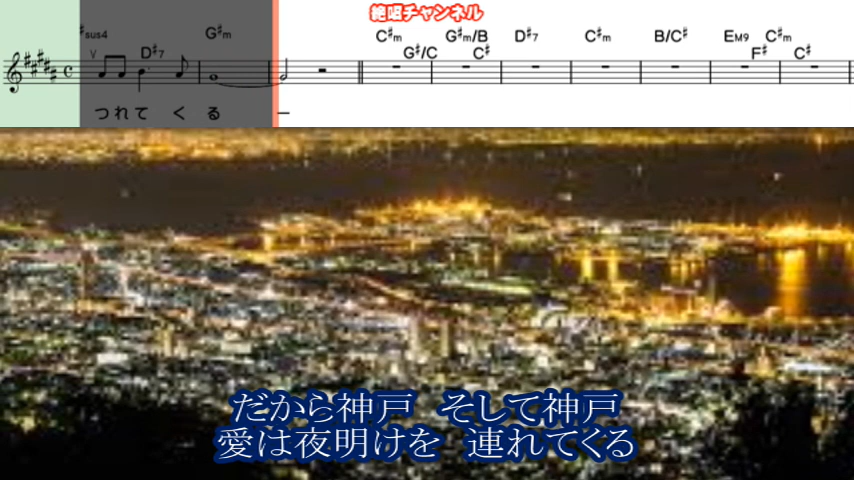 絶唱チャンネル
♯sus4 G♯m C♯m G♯m/B D♯7 C♯m B/C♯ EM9 C♯m
D♯7 G♯/C C♯ F♯ C♯
つれて く る ー
だから神戸 そして神戸
愛は夜明けを 連れてくる